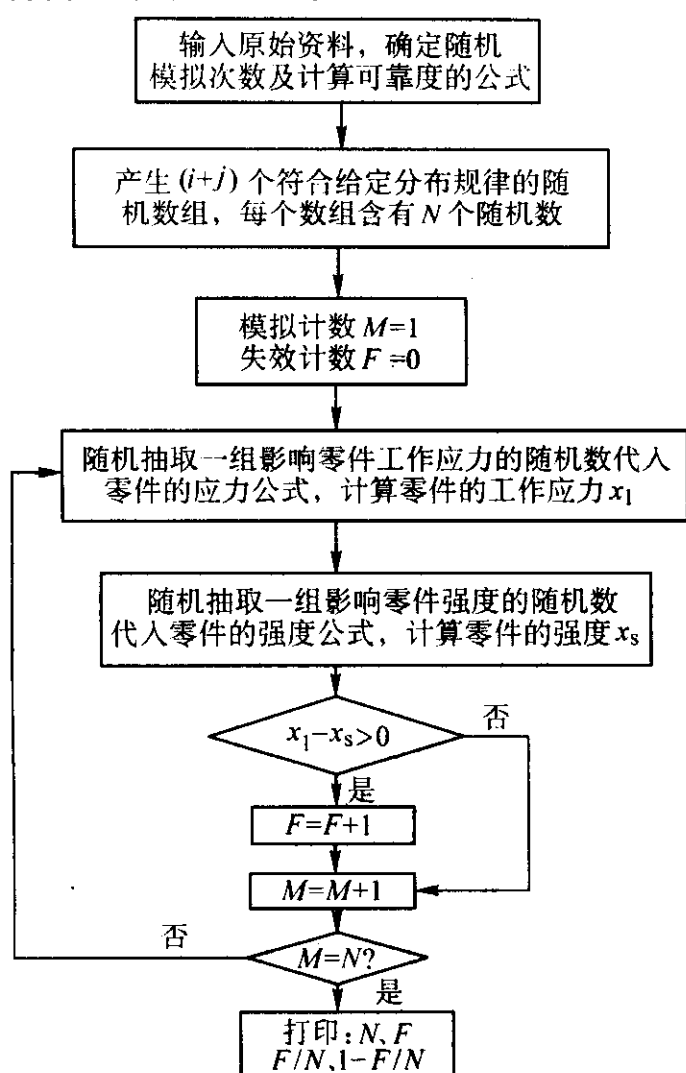 输入原始资料，确定随机
模拟次数及计算可靠度的公式
产生(i+j)个符合给定分布规律的随
机数组，每个数组含有N个随机数
模拟计数M=1
失效计数F=0
随机抽取一组影响零件工作应力的随机数代入
零件的应力公式，计算零件的工作应力x₁
随机抽取一组影响零件强度的随机数
代入零件的强度公式，计算零件的强度xₛ
x₁-xₛ>0
否
是
F=F+1
M=M+1
否
M=N?
是
打印:N、F
F/N,1-F/N